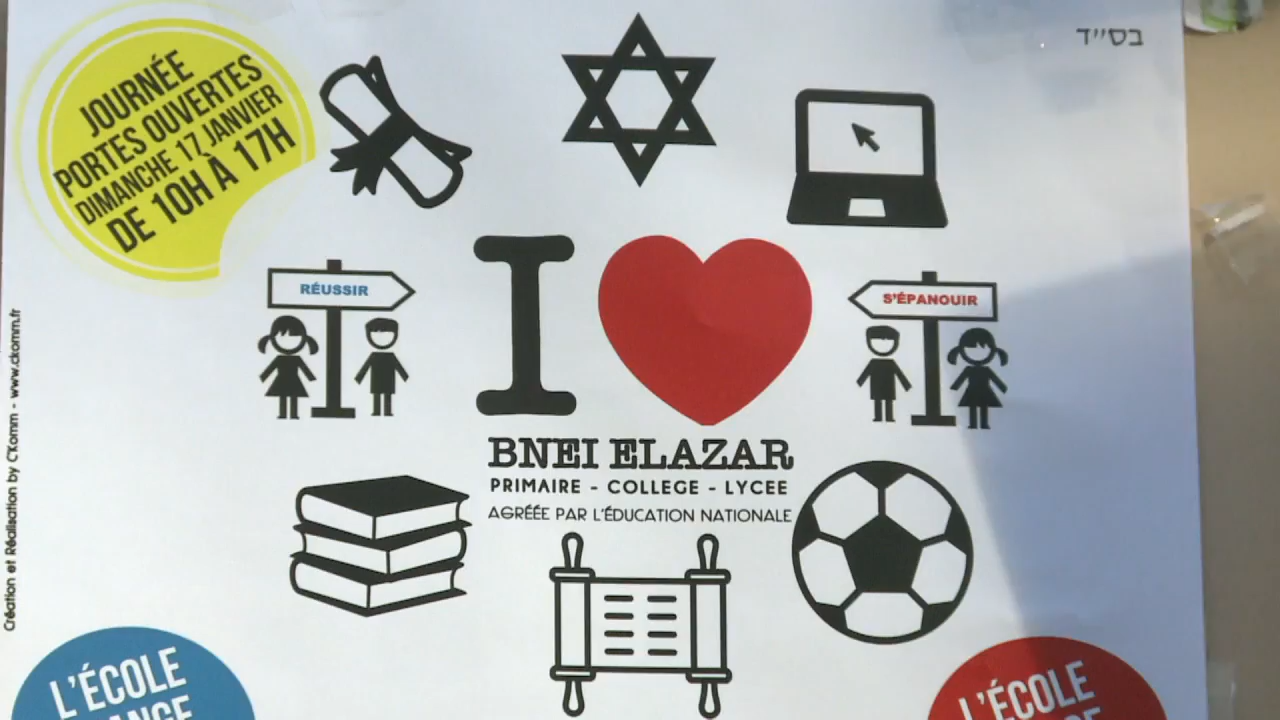 בס״ד
JOURNÉE
PORTES OUVERTES
DIMANCHE 17 JANVIER
DE 10H À 17H
RÉUSSIR
I
S'ÉPANOUIR
BNEI ELAZAR
PRIMAIRE - COLLEGE - LYCEE
AGRÉÉE PAR L'ÉDUCATION NATIONALE
Création et Réalisation by C'Komm - www.ckomm.fr
L'ÉCOLE
L'ÉCOLE